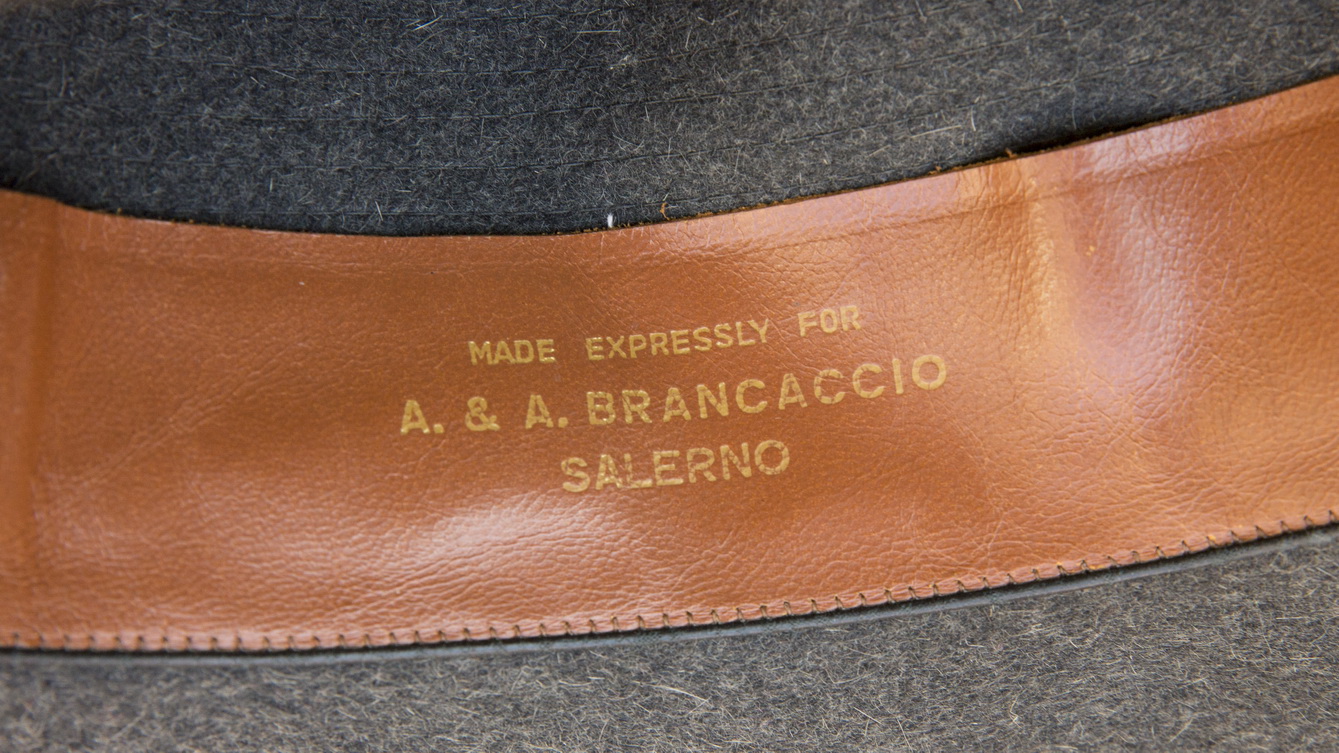 MADE EXPRESSLY FOR
A. & A. BRANCACCIO
SALERNO